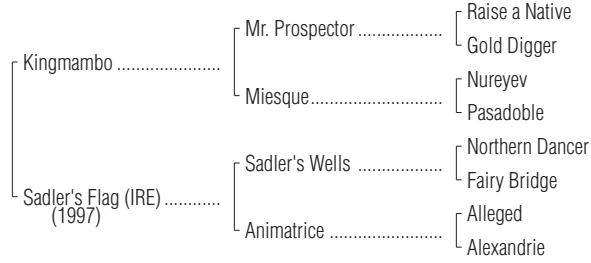 Raise a Native
Mr. Prospector ..................
Gold Digger
Kingmambo ......................
Nureyev
Miesque............................
Pasadoble
Northern Dancer
Sadler's Wells ..................
Fairy Bridge
Sadler's Flag (IRE) ............
(1997)
Alleged
Animatrice ........................
Alexandrie